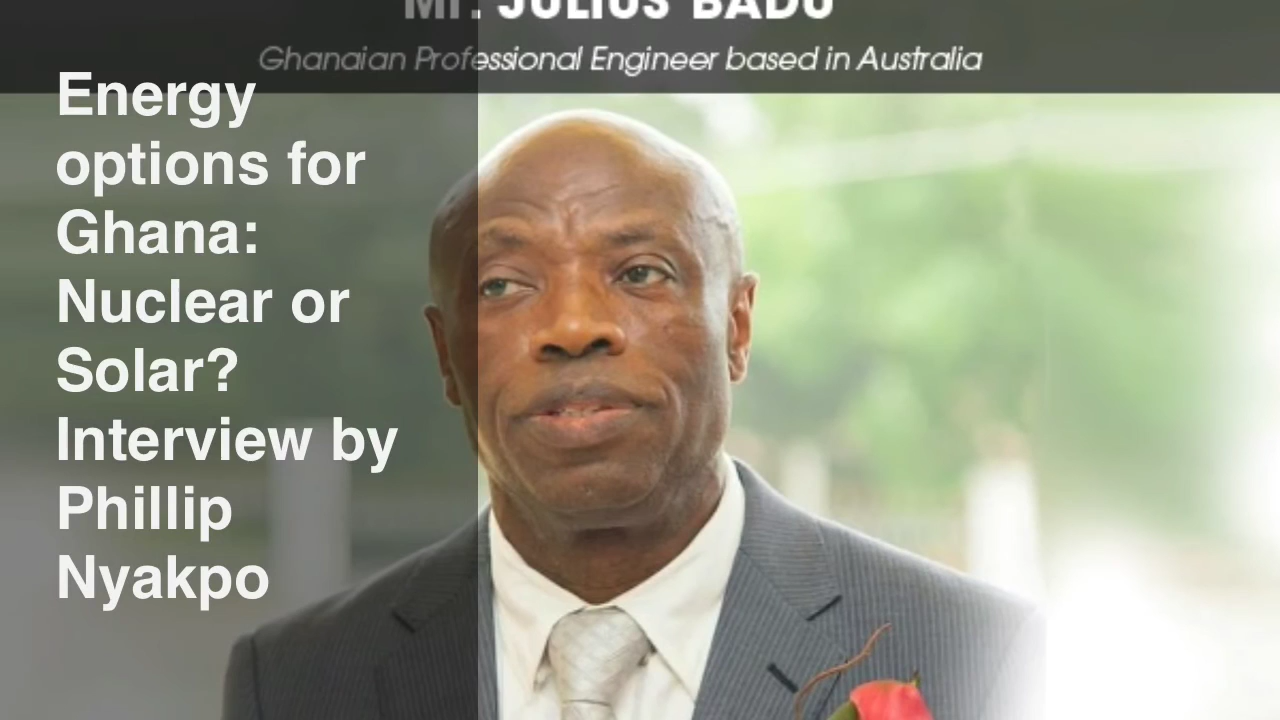 Mr. JULIUS BADU
Ghanaian Professional Engineer based in Australia
Energy
options for
Ghana:
Nuclear or
Solar?
Interview by
Phillip
Nyakpo